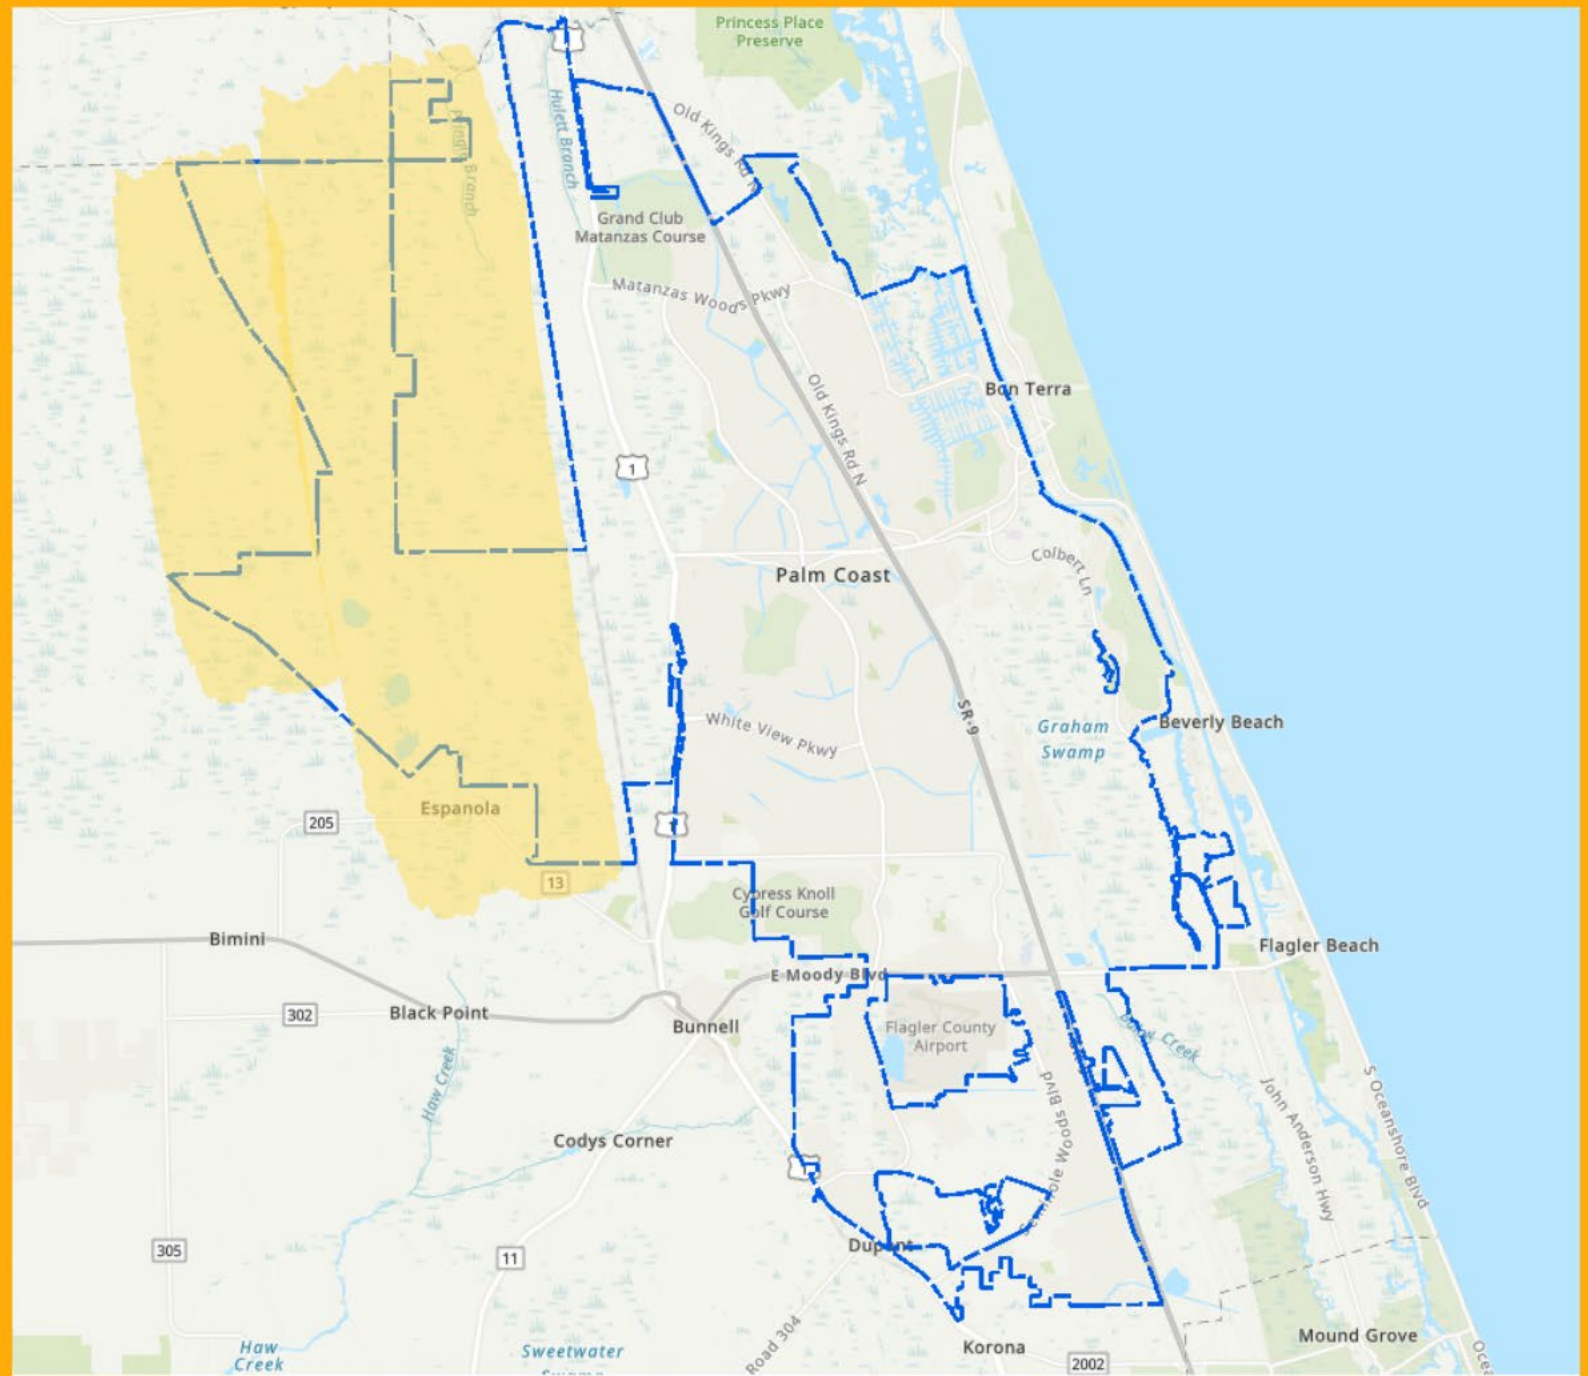 Princess Place
Preserve
Hulett Branch
Old Kings Rd N
Pringle Branch
Grand Club
Matanzas Course
Matanzas Woods Pkwy
Bon Terra
Old Kings Rd N
1
Colbert Ln
Palm Coast
SR-9
White View Pkwy
Graham
Swamp
Beverly Beach
Espanola
205
1
13
Cypress Knoll
Golf Course
Bimini
Flagler Beach
E Moody Blvd
302
Black Point
Bunnell
Flagler County
Airport
Haw Creek
Seminole Woods Blvd
John Anderson Hwy
S Oceanshore Blvd
Codys Corner
305
11
Dupont
Haw
Creek
Sweetwater
Swamp
Road 304
Korona
2002
Mound Grove